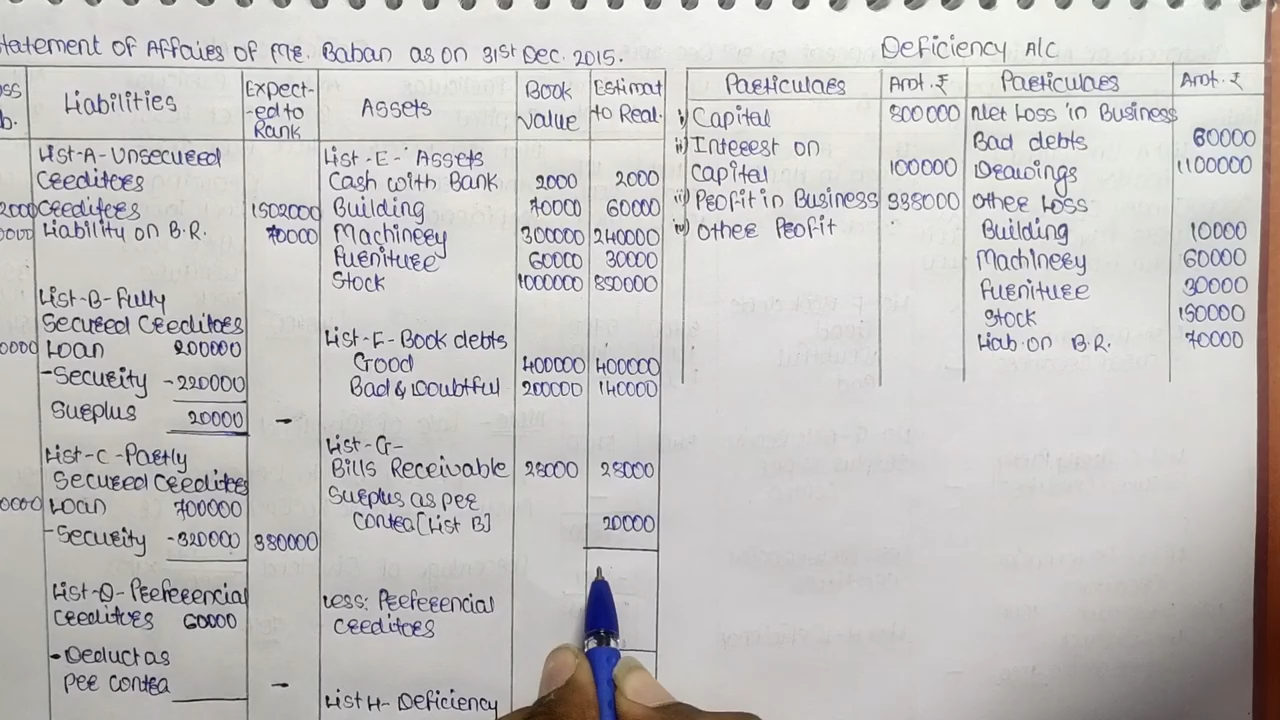 Statement of Affairs of Mr. Baban as on 31st Dec. 2015.
Liabilities
Expect-ed to Rank
Assets
Book Value
Estimat to Real.
List-A-Unsecured
Creditors
2000 Creditors 1502000
0000 Liability on B.R. 70000
List-B-Fully
Secured Creditors
0000 Loan 200000
-Security -220000
Surplus 20000 -
List-C-Partly
Secured Creditors
0000 Loan 700000
-Security -320000 380000
List-D-Preferencial
Creditors 60000
-Deduct as
Per Contra -
List-E- Assets
Cash with Bank 2000 2000
Building 70000 60000
Machinery 300000 240000
Furniture 60000 30000
Stock 1000000 850000
List-F-Book debts
Good 400000 400000
Bad & Doubtful 200000 140000
List-G-
Bills Receivable 28000 28000
Surplus as per
Contra [List B] 20000
Less: Preferencial
Creditors
List H- Deficiency
Deficiency A/c
Particulars Amt. ₹ Particulars Amt. ₹
i) Capital 800000
ii) Interest on
Capital 100000
iii) Profit in Business 938000
iv) Other Profit
Net Loss in Business
Bad debts 60000
Drawings 1100000
Other Loss
Building 10000
Machinery 60000
Furniture 30000
Stock 150000
Liab. on B.R. 70000